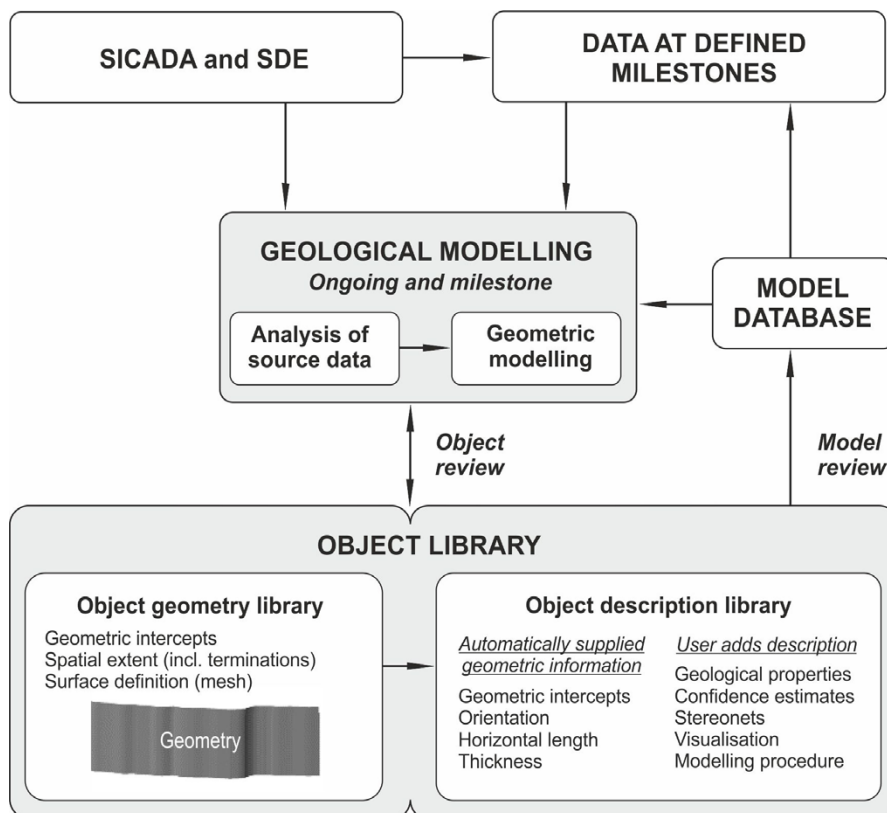 SICADA and SDE
DATA AT DEFINED
MILESTONES
GEOLOGICAL MODELLING
Ongoing and milestone
Analysis of
source data
Geometric
modelling
MODEL
DATABASE
Object
review
Model
review
OBJECT LIBRARY
Object geometry library
Geometric intercepts
Spatial extent (incl. terminations)
Surface definition (mesh)
Geometry
Object description library
Automatically supplied
geometric information
Geometric intercepts
Orientation
Horizontal length
Thickness
User adds description
Geological properties
Confidence estimates
Stereonets
Visualisation
Modelling procedure